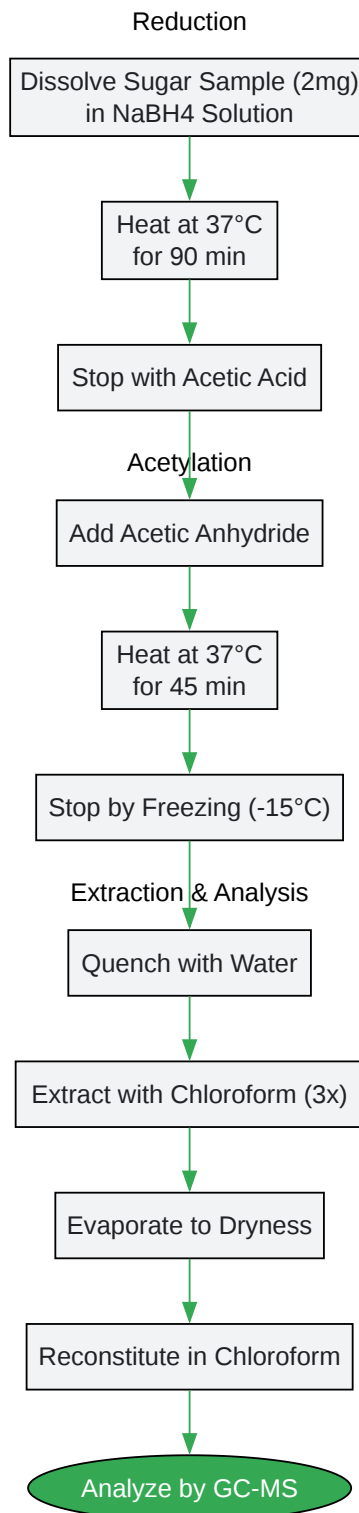 Reduction
Dissolve Sugar Sample (2mg)
in NaBH4 Solution
Heat at 37°C
for 90 min
Stop with Acetic Acid
Acetylation
Add Acetic Anhydride
Heat at 37°C
for 45 min
Stop by Freezing (-15°C)
Extraction & Analysis
Quench with Water
Extract with Chloroform (3x)
Evaporate to Dryness
Reconstitute in Chloroform
Analyze by GC-MS